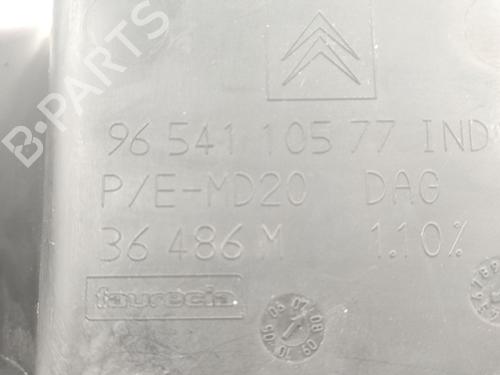 96 541 105 77 IND
P/E-MD20 DAG
36 486 M 1.10%
faurecia
B-Parts